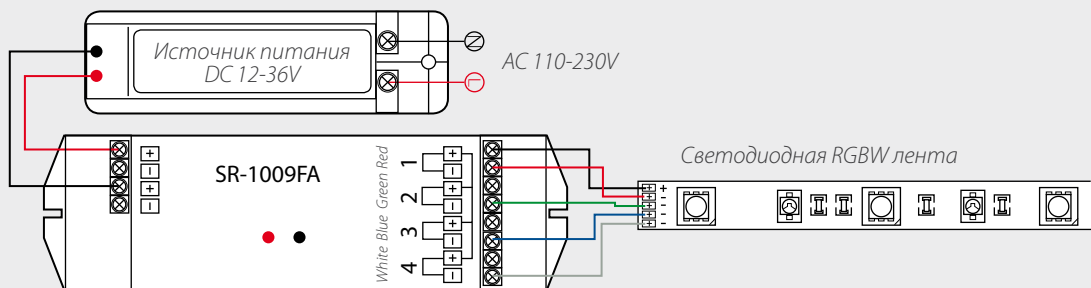 Источник питания
DC 12-36V
N
L
AC 110-230V
SR-1009FA
+
-
+
-
White Blue Green Red
1
2
3
4
+
-
+
-
+
-
+
-
Светодиодная RGBW лента
+
-
-
-
-